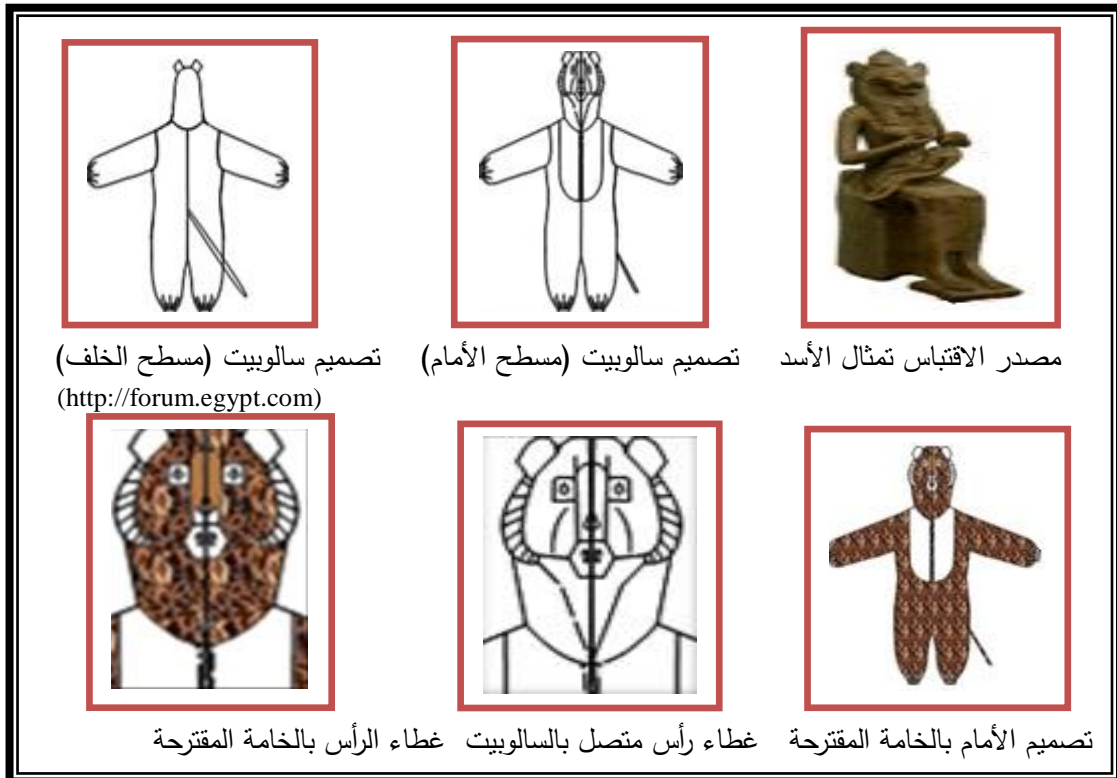 مصدر الاقتباس تمثال الأسد
تصميم سالوبيت (مسطح الأمام)
تصميم سالوبيت (مسطح الخلف)
(http://forum.egypt.com)
تصميم الأمام بالخامة المقترحة
غطاء رأس متصل بالسالوبيت
غطاء الرأس بالخامة المقترحة